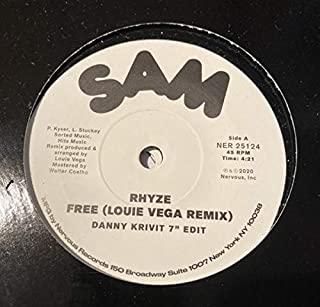 SAM
P. Kyser, L. Stuckey
Sorted Music,
Hits Music
Remix produced &
arranged by
Louie Vega
Mastered by
Walter Coelho
Side A
NER 25124
45 RPM
Time: 4:21
℗ & © 2020
Nervous, Inc
RHYZE
FREE (LOUIE VEGA REMIX)
DANNY KRIVIT 7" EDIT
by Nervous Records 150 Broadway Suite 1007 New York NY 10038